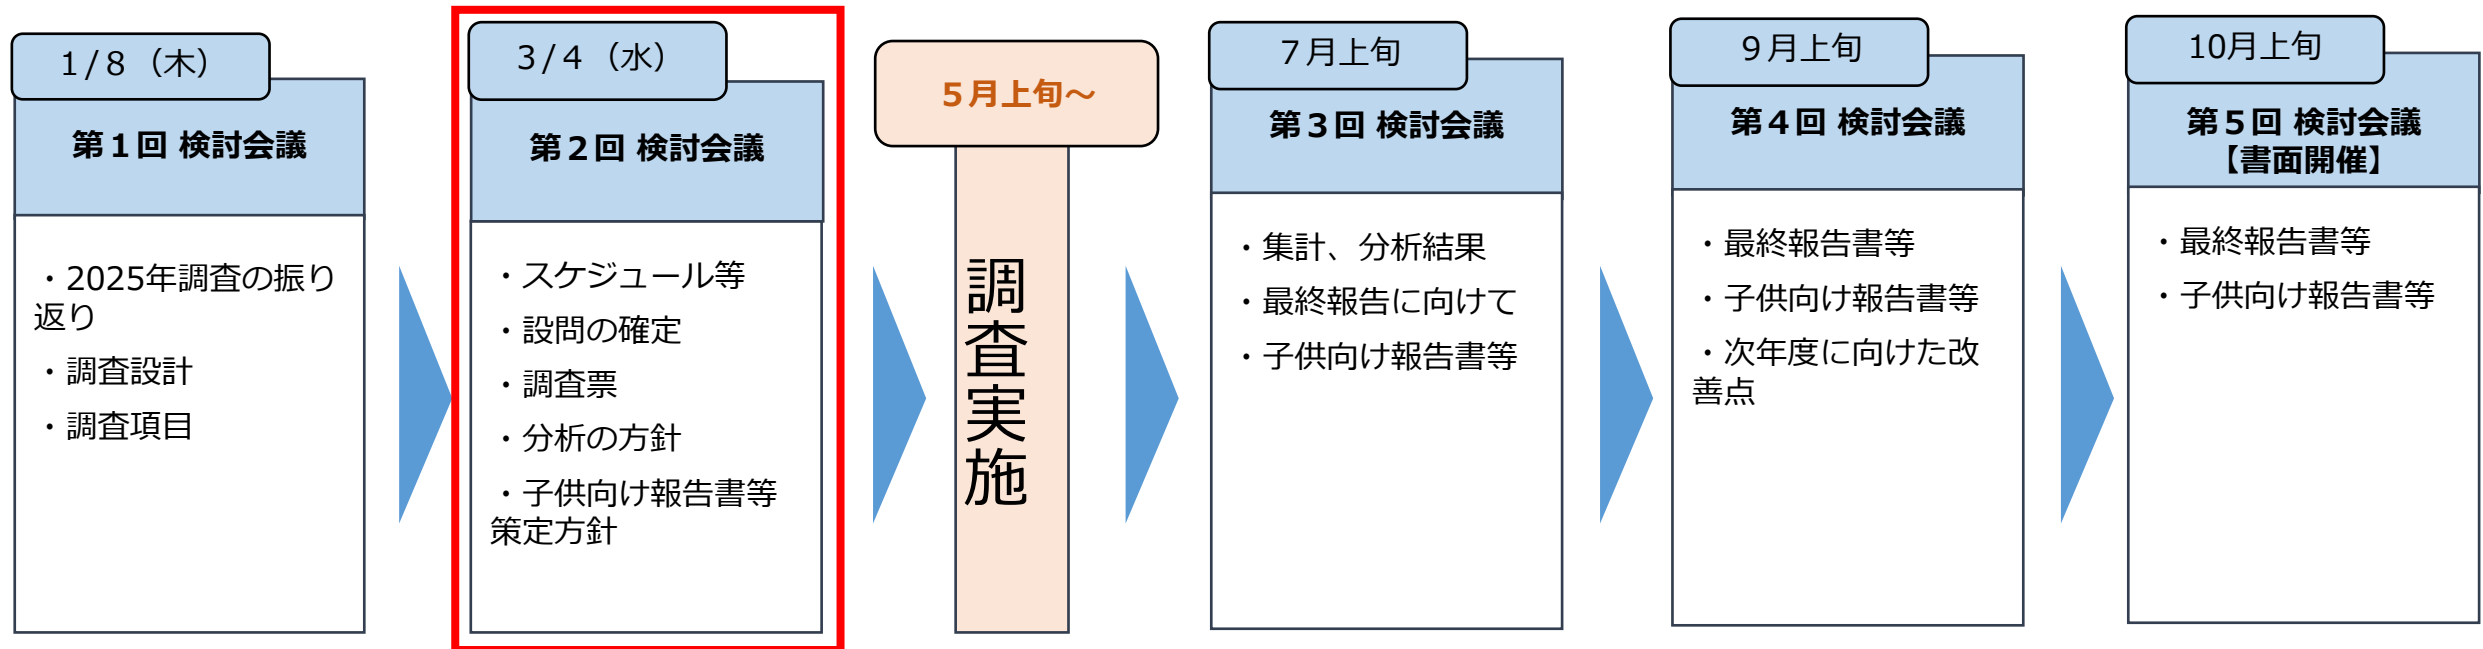 １/８（木）
第１回 検討会議
・2025年調査の振り
返り
・調査設計
・調査項目
３/４（水）
第２回 検討会議
・スケジュール等
・設問の確定
・調査票
・分析の方針
・子供向け報告書等
策定方針
５月上旬～
調査実施
７月上旬
第３回 検討会議
・集計、分析結果
・最終報告に向けて
・子供向け報告書等
９月上旬
第４回 検討会議
・最終報告書等
・子供向け報告書等
・次年度に向けた改
善点
10月上旬
第５回 検討会議
【書面開催】
・最終報告書等
・子供向け報告書等